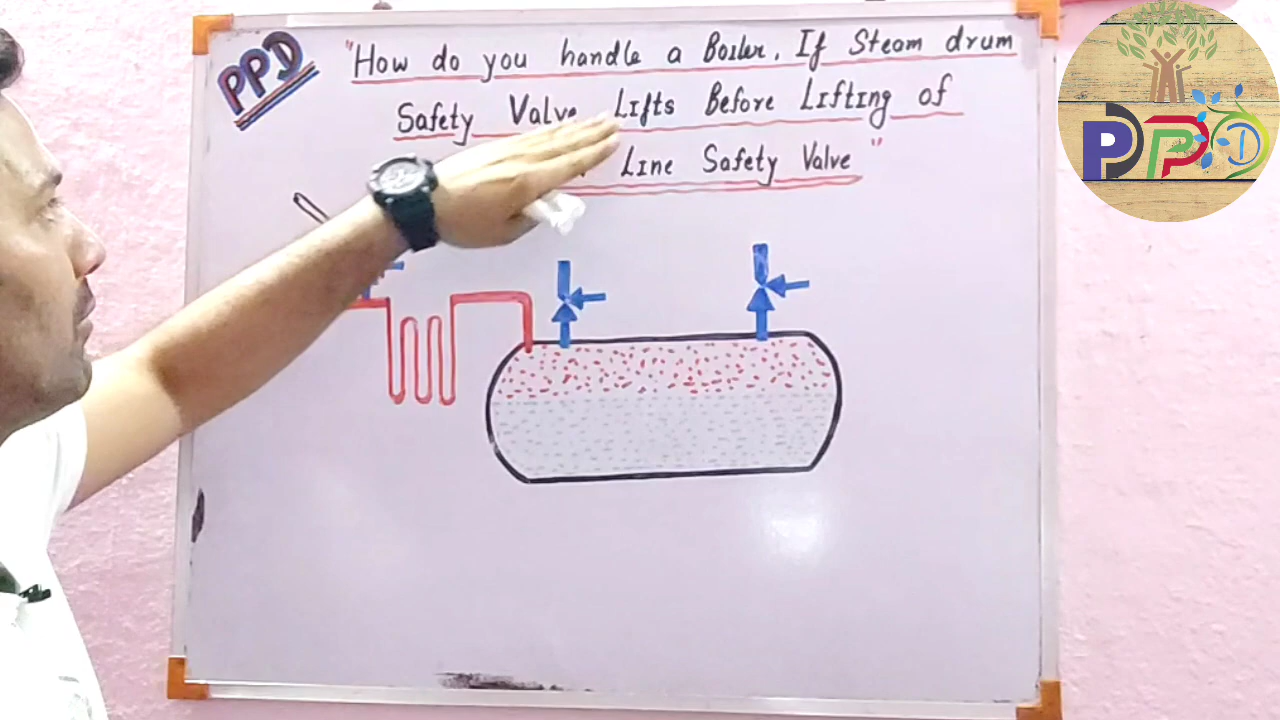 PPD
"How do you handle a Boiler, If Steam drum
Safety Valve Lifts Before Lifting of
Line Safety Valve"
PPD